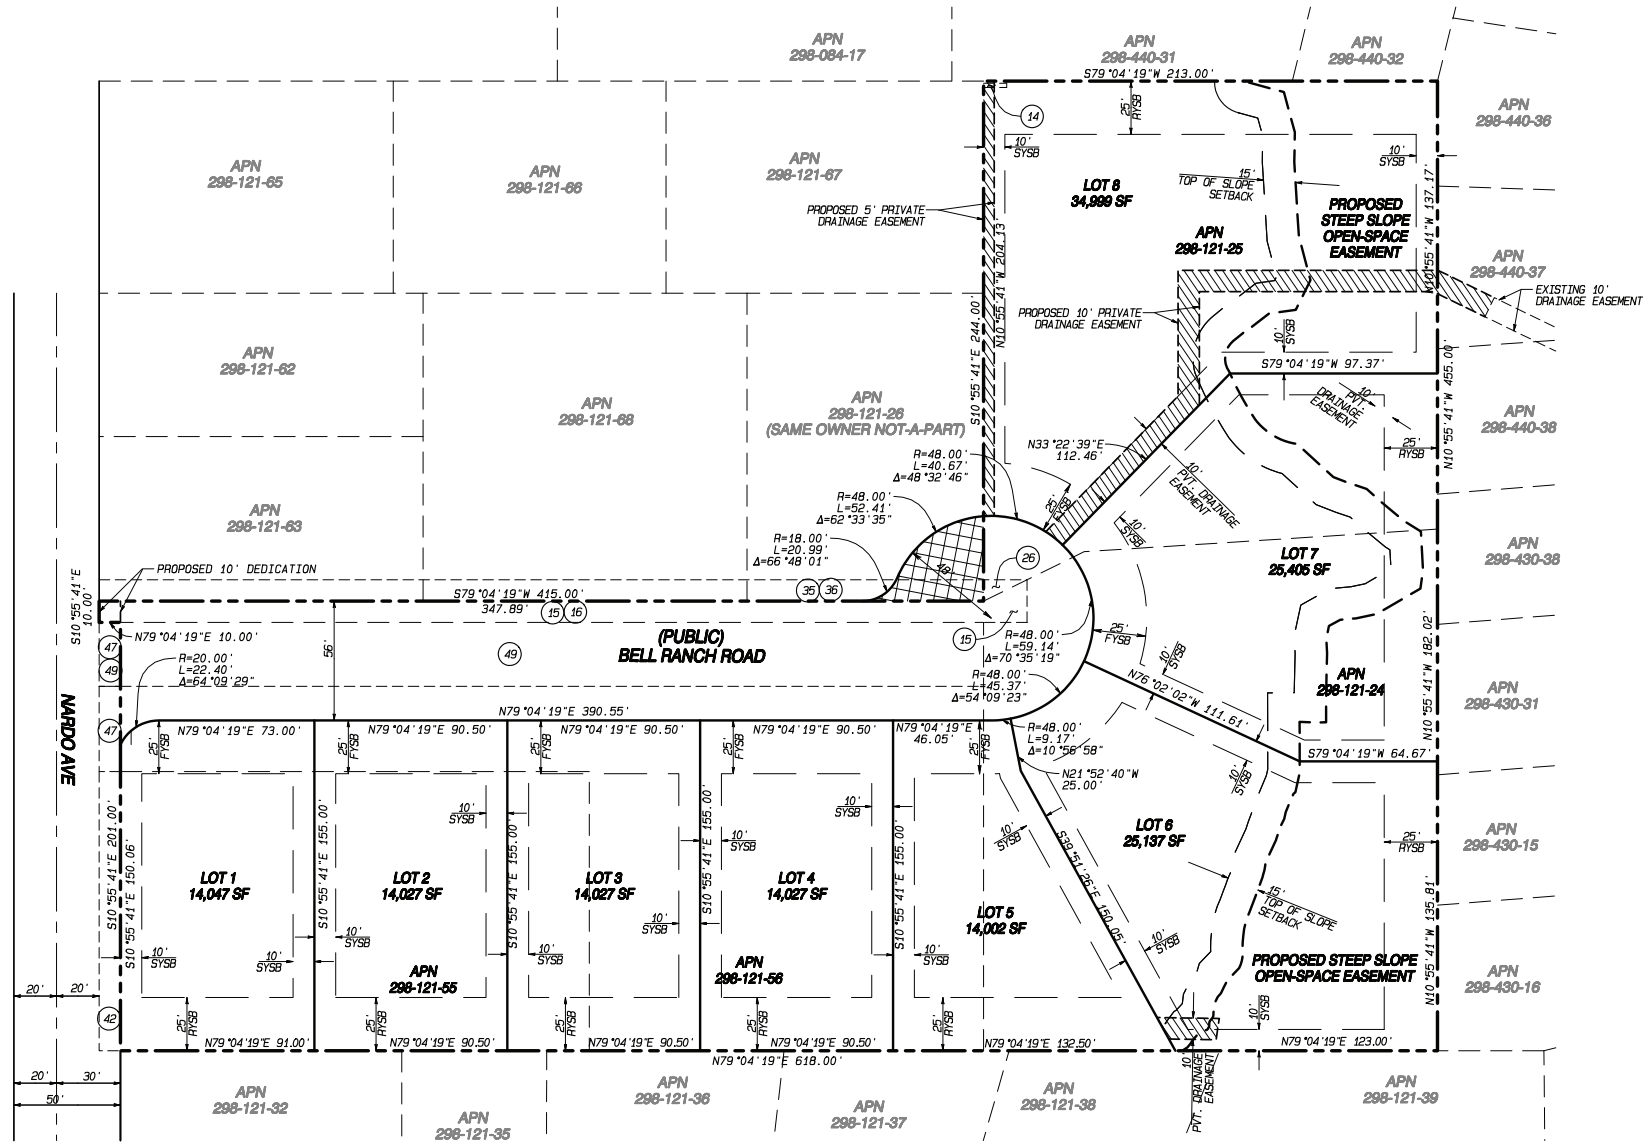 APN
298-084-17
APN
298-440-31
APN
298-440-32
S79°04'19"W 213.00'
APN
298-440-36
25'
RYSB
14
10'
SYSB
10'
SYSB
APN
298-121-65
APN
298-121-66
APN
298-121-67
LOT 8
34,999 SF
15'
TOP OF SLOPE
SETBACK
PROPOSED
STEEP SLOPE
OPEN-SPACE
EASEMENT
N10°55'41"W 137.17'
PROPOSED 5' PRIVATE
DRAINAGE EASEMENT
N10°55'41"W 204.13'
S10°55'41"E 244.00'
APN
298-121-25
APN
298-440-37
EXISTING 10'
DRAINAGE EASEMENT
PROPOSED 10' PRIVATE
DRAINAGE EASEMENT
10'
SYSB
S79°04'19"W 97.37'
N10°55'41"W 455.00'
APN
298-121-62
APN
298-121-68
APN
298-121-26
(SAME OWNER NOT-A-PART)
10'
PVT.
DRAINAGE
EASEMENT
APN
298-440-38
25'
RYSB
N33°22'39"E
112.46'
R=48.00'
L=40.67'
Δ=48°32'46"
10'
PVT. DRAINAGE
EASEMENT
R=48.00'
L=52.41'
Δ=62°33'35"
25'
FYSB
10'
SYSB
APN
298-121-63
R=18.00'
L=20.99'
Δ=66°48'01"
48'
26
LOT 7
25,405 SF
APN
298-430-38
PROPOSED 10' DEDICATION
S10°55'41"E
10.00'
S79°04'19"W 415.00'
347.89'
35
36
15
16
N79°04'19"E 10.00'
47
49
R=20.00'
L=22.40'
Δ=64°09'29"
56'
49
(PUBLIC)
BELL RANCH ROAD
15
R=48.00'
L=59.14'
Δ=70°35'19"
25'
FYSB
10'
SYSB
N10°55'41"W 182.02'
R=48.00'
L=45.37'
Δ=54°09'23"
N76°02'02"W 111.61'
APN
298-121-24
APN
298-430-31
NARDO AVE
47
N79°04'19"E 390.55'
N79°04'19"E 73.00'
N79°04'19"E 90.50'
N79°04'19"E 90.50'
N79°04'19"E 90.50'
N79°04'19"E
46.05'
R=48.00'
L=9.17'
Δ=10°56'58"
25'
FYSB
25'
FYSB
25'
FYSB
25'
FYSB
25'
FYSB
N21°52'40"W
25.00'
10'
SYSB
S79°04'19"W 64.67'
S10°55'41"E 201.00'
S10°55'41"E 150.06'
S10°55'41"E 155.00'
S10°55'41"E 155.00'
S10°55'41"E 155.00'
S10°55'41"E 155.00'
10'
SYSB
10'
SYSB
10'
SYSB
10'
SYSB
S39°51'26"E 150.05'
LOT 6
25,137 SF
25'
RYSB
APN
298-430-15
LOT 1
14,047 SF
LOT 2
14,027 SF
LOT 3
14,027 SF
LOT 4
14,027 SF
LOT 5
14,002 SF
15'
TOP OF SLOPE
SETBACK
N10°55'41"W 135.81'
10'
SYSB
10'
SYSB
10'
SYSB
10'
SYSB
10'
SYSB
10'
SYSB
APN
298-121-55
APN
298-121-56
PROPOSED STEEP SLOPE
OPEN-SPACE EASEMENT
APN
298-430-16
20'
20'
42
25'
RYSB
25'
RYSB
25'
RYSB
25'
RYSB
25'
RYSB
10'
SYSB
N79°04'19"E 91.00'
N79°04'19"E 90.50'
N79°04'19"E 90.50'
N79°04'19"E 90.50'
N79°04'19"E 132.50'
N79°04'19"E 123.00'
N79°04'19"E 618.00'
10'
PVT. DRAINAGE
EASEMENT
20'
30'
50'
APN
298-121-32
APN
298-121-35
APN
298-121-36
APN
298-121-37
APN
298-121-38
APN
298-121-39